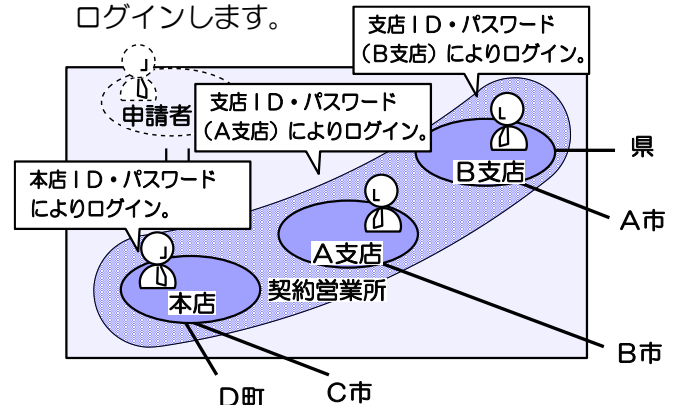 ログインします。
支店ＩＤ・パスワード
（Ｂ支店）によりログイン。
申請者
支店ＩＤ・パスワード
（Ａ支店）によりログイン。
県
Ｂ支店
本店ＩＤ・パスワード
によりログイン。
Ａ市
Ａ支店
契約営業所
本店
Ｂ市
Ｄ町
Ｃ市